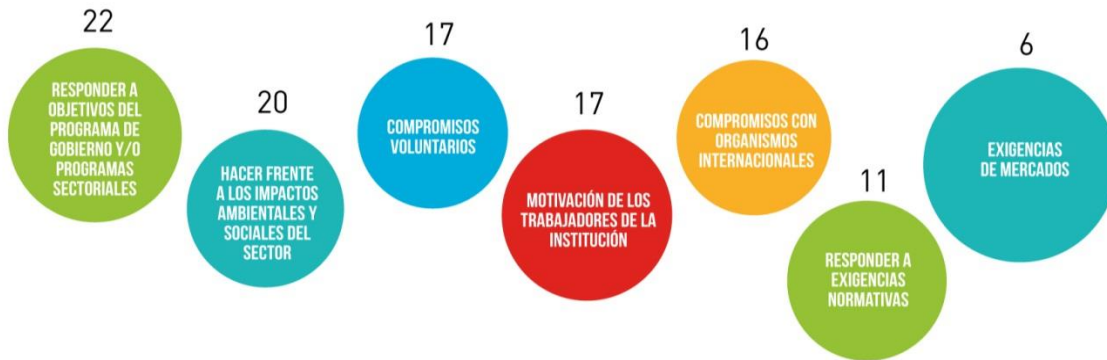 22
RESPONDER A
OBJETIVOS DEL
PROGRAMA DE
GOBIERNO Y/O
PROGRAMAS
SECTORIALES
20
HACER FRENTE
A LOS IMPACTOS
AMBIENTALES Y
SOCIALES DEL
SECTOR
17
COMPROMISOS
VOLUNTARIOS
17
MOTIVACIÓN DE LOS
TRABAJADORES DE LA
INSTITUCIÓN
16
COMPROMISOS CON
ORGANISMOS
INTERNACIONALES
11
RESPONDER A
EXIGENCIAS
NORMATIVAS
6
EXIGENCIAS
DE MERCADOS